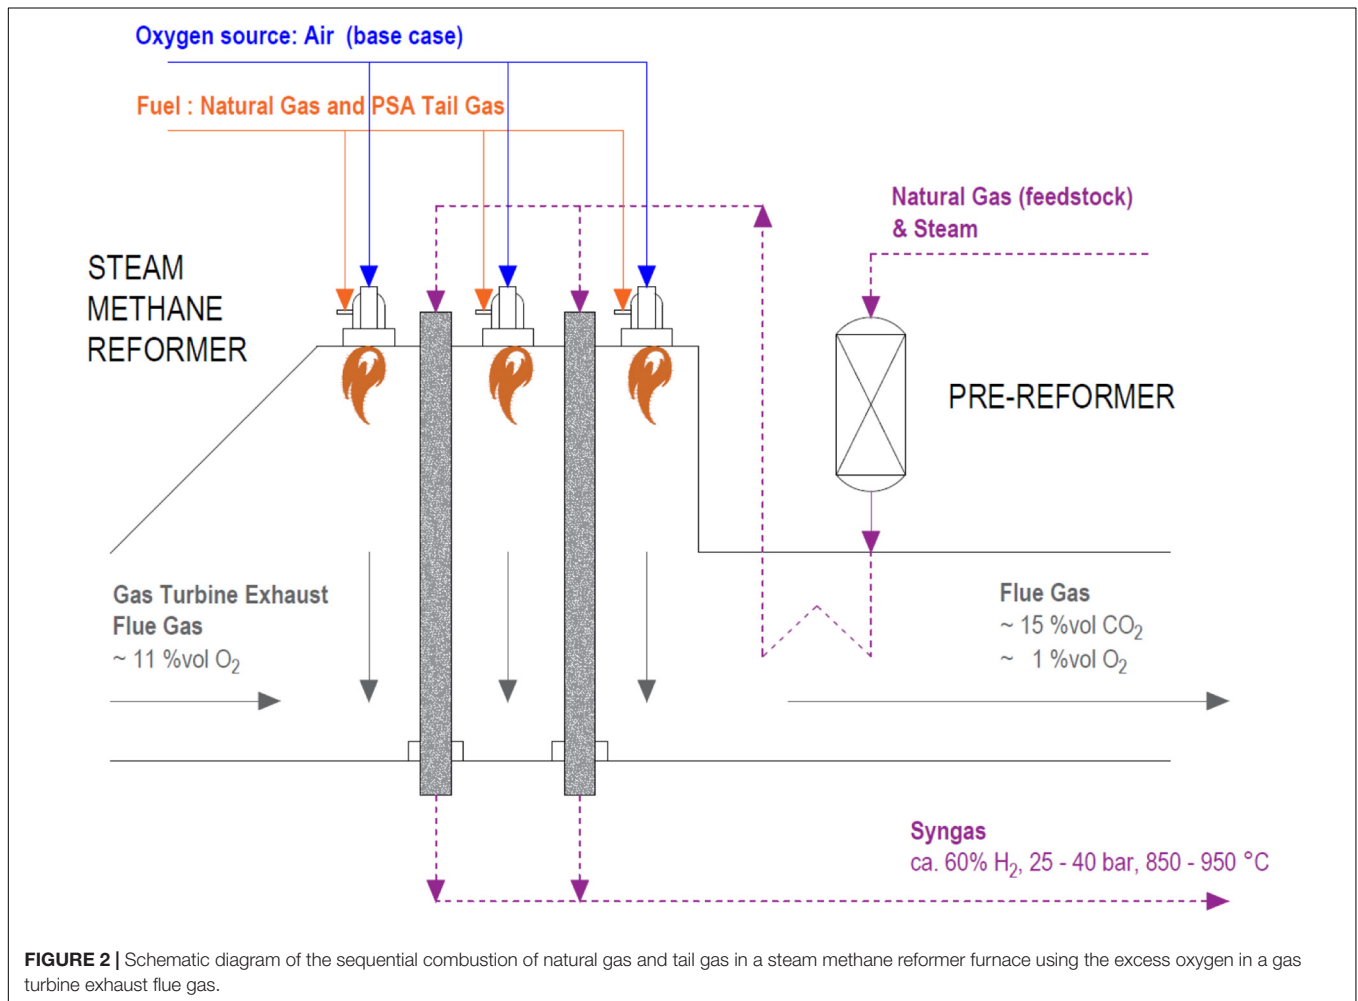 Oxygen source: Air (base case)
Fuel : Natural Gas and PSA Tail Gas
Natural Gas (feedstock)
& Steam
STEAM
METHANE
REFORMER
PRE-REFORMER
Gas Turbine Exhaust
Flue Gas
~ 11 %vol O₂
Flue Gas
~ 15 %vol CO₂
~ 1 %vol O₂
Syngas
ca. 60% H₂, 25 - 40 bar, 850 - 950 °C
FIGURE 2 | Schematic diagram of the sequential combustion of natural gas and tail gas in a steam methane reformer furnace using the excess oxygen in a gas
turbine exhaust flue gas.